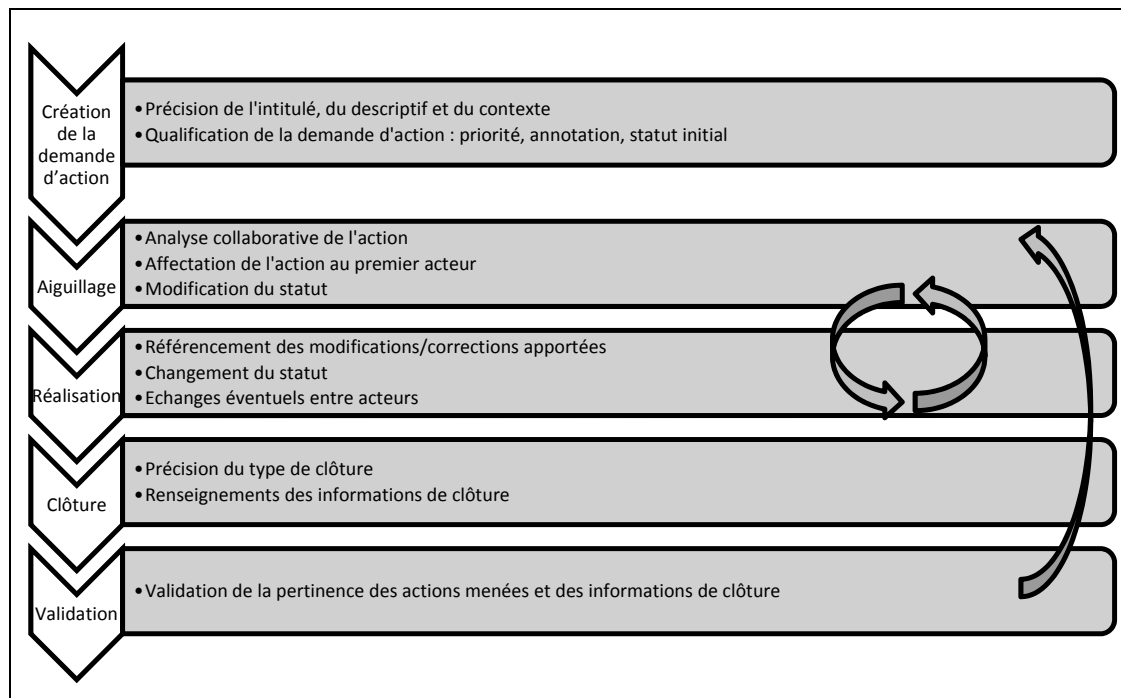 Création
de la
demande
d’action
•Précision de l'intitulé, du descriptif et du contexte
•Qualification de la demande d'action : priorité, annotation, statut initial
Aiguillage
•Analyse collaborative de l'action
•Affectation de l'action au premier acteur
•Modification du statut
Réalisation
•Référencement des modifications/corrections apportées
•Changement du statut
•Echanges éventuels entre acteurs
Clôture
•Précision du type de clôture
•Renseignements des informations de clôture
Validation
•Validation de la pertinence des actions menées et des informations de clôture